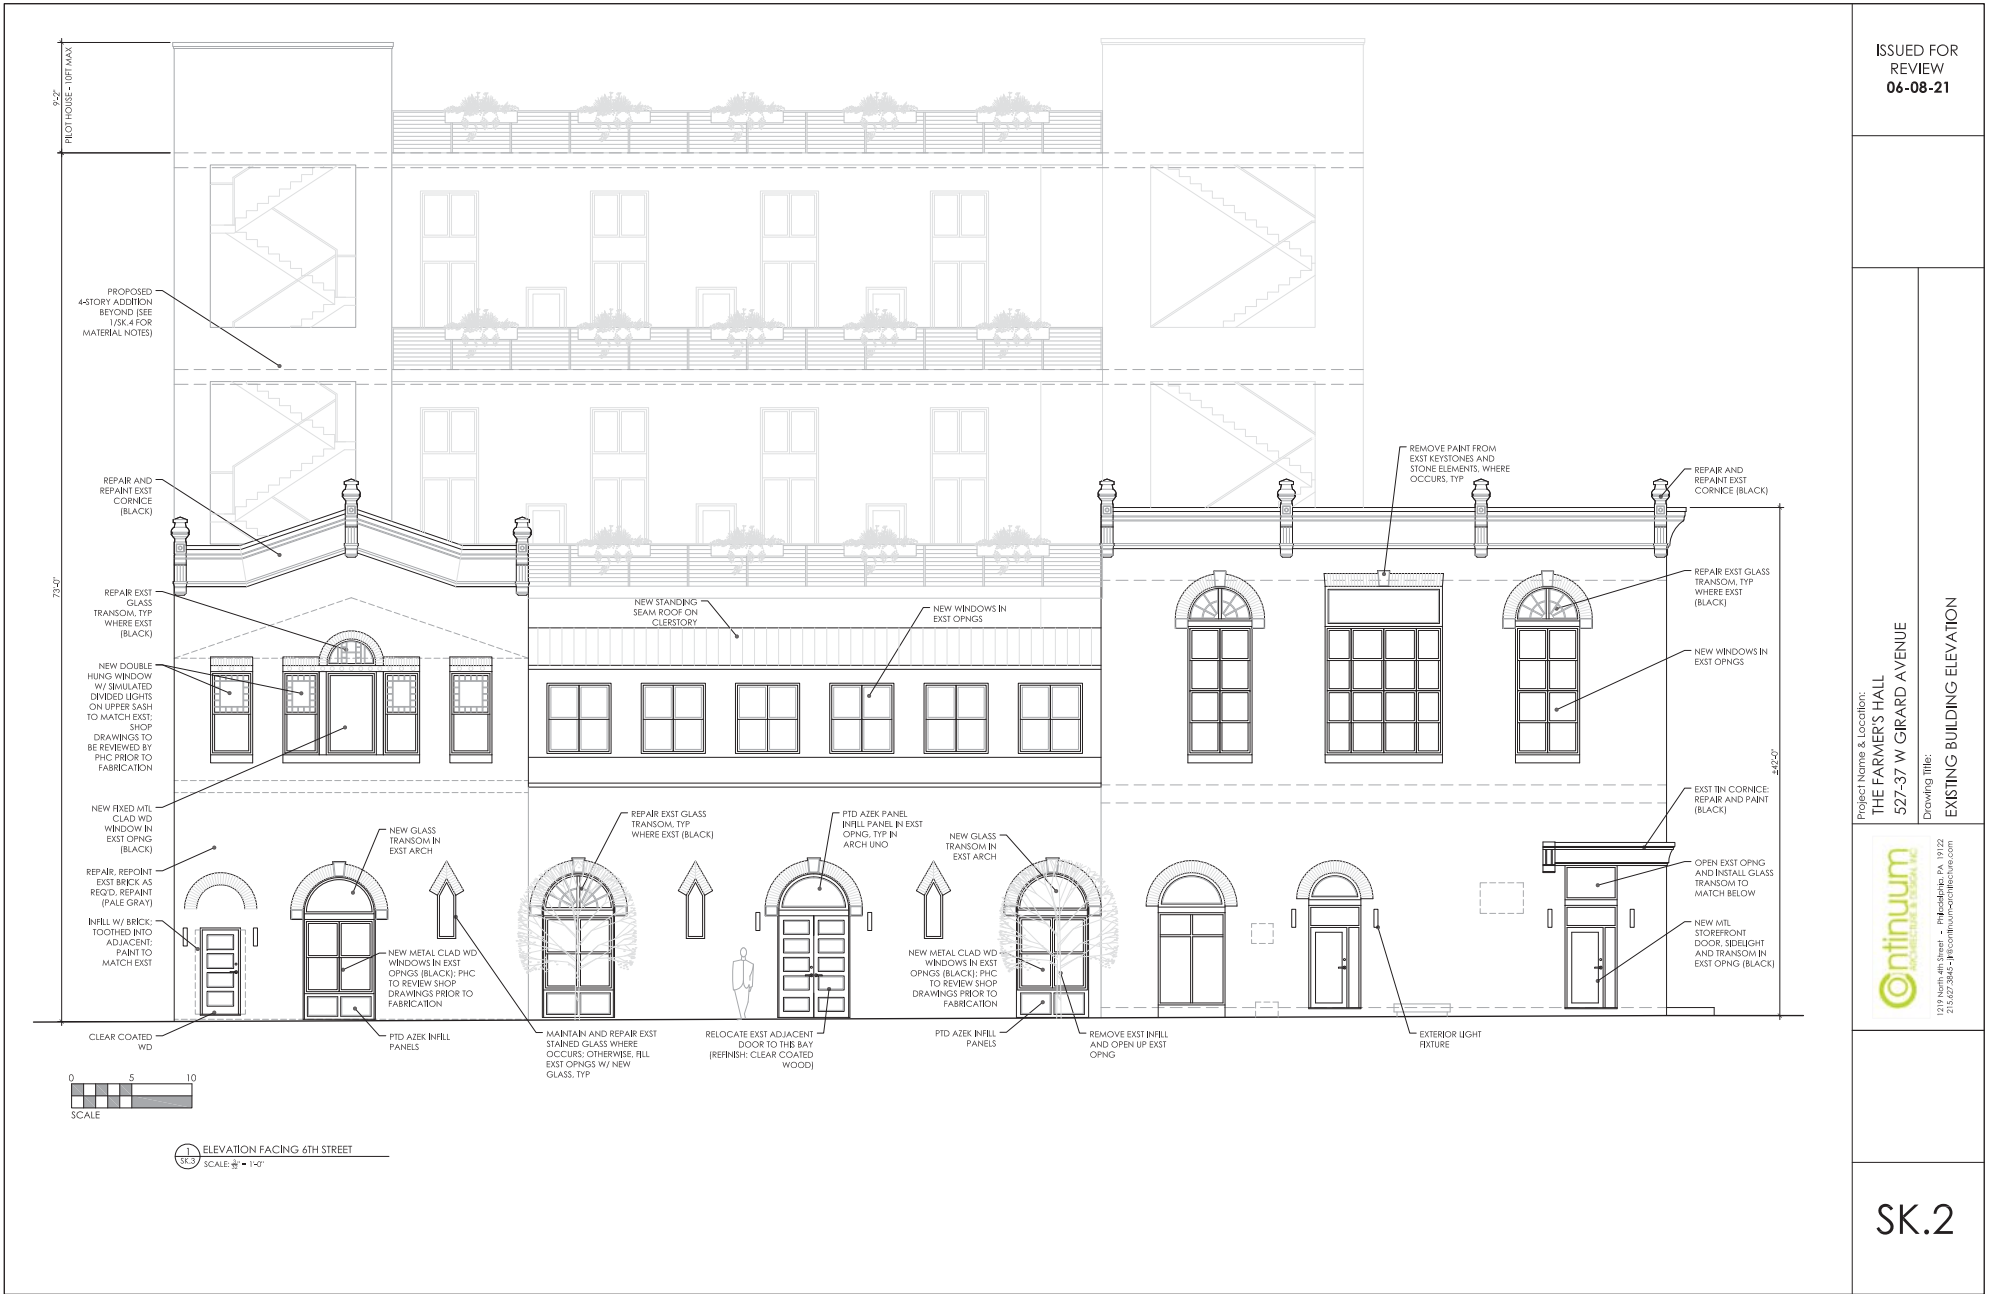 9'-2"
PILOT HOUSE - 10FT MAX
73'-0"
PROPOSED
4-STORY ADDITION
BEYOND (SEE
1/SK.4 FOR
MATERIAL NOTES)
REPAIR AND
REPAINT EXST
CORNICE
(BLACK)
REPAIR EXST
GLASS
TRANSOM, TYP
WHERE EXST
(BLACK)
NEW DOUBLE
HUNG WINDOW
W/ SIMULATED
DIVIDED LIGHTS
ON UPPER SASH
TO MATCH EXST;
SHOP
DRAWINGS TO
BE REVIEWED BY
PHC PRIOR TO
FABRICATION
NEW FIXED MTL
CLAD WD
WINDOW IN
EXST OPNG
(BLACK)
REPAIR, REPOINT
EXST BRICK AS
REQ'D, REPAINT
(PALE GRAY)
INFILL W/ BRICK;
TOOTHED INTO
ADJACENT;
PAINT TO
MATCH EXST
CLEAR COATED
WD
NEW GLASS
TRANSOM IN
EXST ARCH
NEW METAL CLAD WD
WINDOWS IN EXST
OPNGS (BLACK); PHC
TO REVIEW SHOP
DRAWINGS PRIOR TO
FABRICATION
PTD AZEK INFILL
PANELS
NEW STANDING
SEAM ROOF ON
CLERSTORY
NEW WINDOWS IN
EXST OPNGS
REPAIR EXST GLASS
TRANSOM, TYP
WHERE EXST (BLACK)
MAINTAIN AND REPAIR EXST
STAINED GLASS WHERE
OCCURS; OTHERWISE, FILL
EXST OPNGS W/ NEW
GLASS, TYP
PTD AZEK PANEL
INFILL PANEL IN EXST
OPNG, TYP IN
ARCH UNO
RELOCATE EXST ADJACENT
DOOR TO THIS BAY
(REFINISH: CLEAR COATED
WOOD)
NEW GLASS
TRANSOM IN
EXST ARCH
NEW METAL CLAD WD
WINDOWS IN EXST
OPNGS (BLACK); PHC
TO REVIEW SHOP
DRAWINGS PRIOR TO
FABRICATION
PTD AZEK INFILL
PANELS
REMOVE EXST INFILL
AND OPEN UP EXST
OPNG
REMOVE PAINT FROM
EXST KEYSTONES AND
STONE ELEMENTS, WHERE
OCCURS, TYP
REPAIR AND
REPAINT EXST
CORNICE (BLACK)
REPAIR EXST GLASS
TRANSOM, TYP
WHERE EXST
(BLACK)
NEW WINDOWS IN
EXST OPNGS
±42'-0"
EXST TIN CORNICE:
REPAIR AND PAINT
(BLACK)
OPEN EXST OPNG
AND INSTALL GLASS
TRANSOM TO
MATCH BELOW
NEW MTL
STOREFRONT
DOOR, SIDELIGHT
AND TRANSOM IN
EXST OPNG (BLACK)
EXTERIOR LIGHT
FIXTURE
0 5 10
SCALE
1
SK.3
ELEVATION FACING 6TH STREET
SCALE: 3/32" = 1'-0"
ISSUED FOR
REVIEW
06-08-21
Project Name & Location:
THE FARMER'S HALL
527-37 W GIRARD AVENUE
Drawing Title:
EXISTING BUILDING ELEVATION
Continuum
ARCHITECTURE & DESIGN, INC
1219 North 4th Street - Philadelphia, PA 19122
SK.2